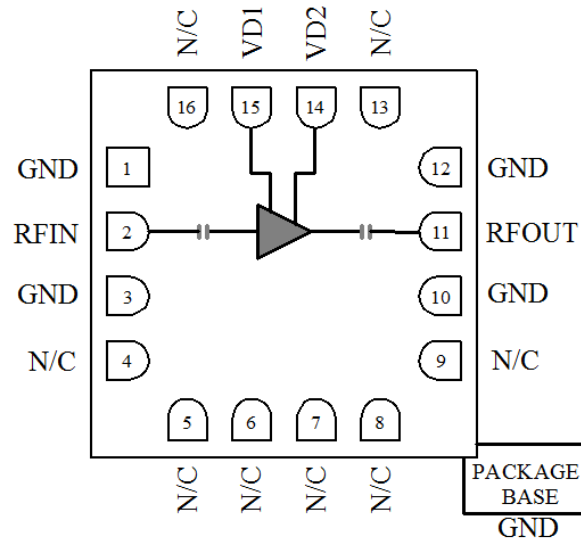 N/C
VD1
VD2
N/C
16
15
14
13
GND
1
12
GND
RFIN
2
11
RFOUT
GND
3
10
GND
N/C
4
9
N/C
5
6
7
8
N/C
N/C
N/C
N/C
PACKAGE
BASE
GND